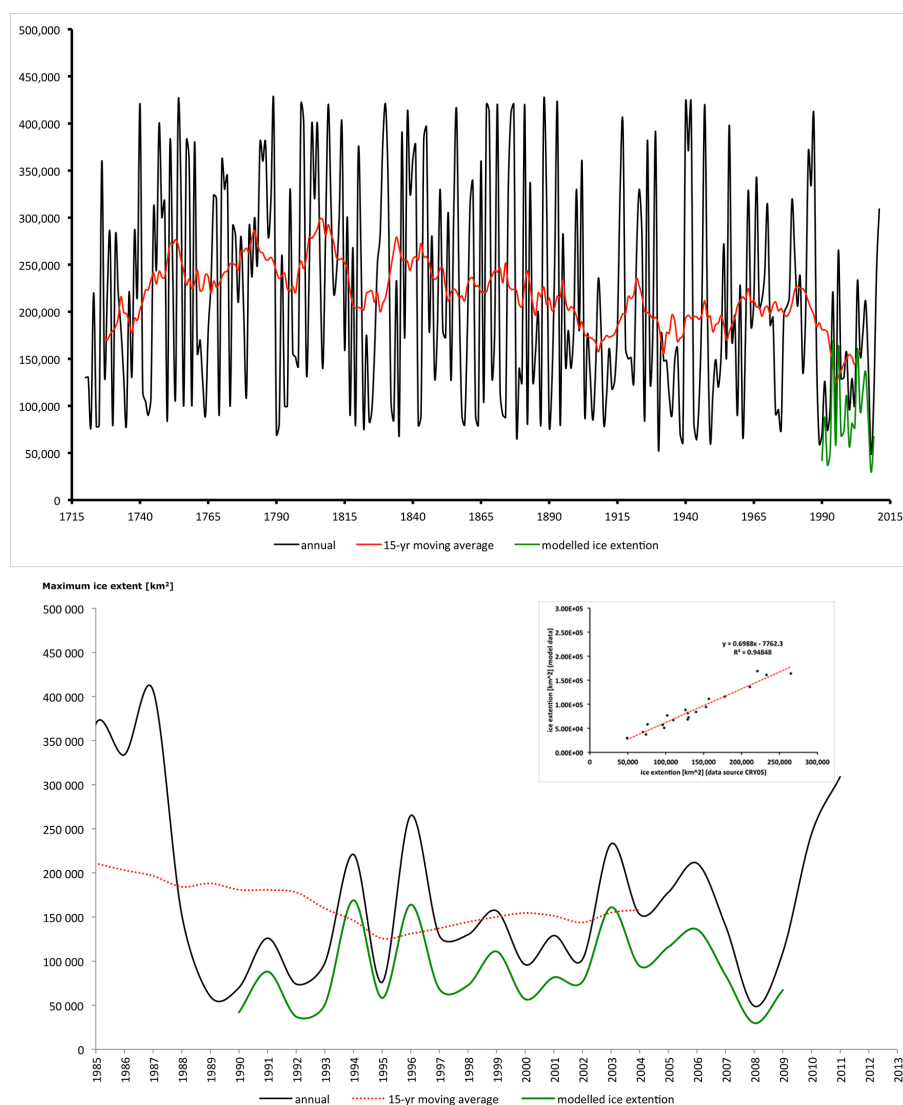 500,000
450,000
400,000
350,000
300,000
250,000
200,000
150,000
100,000
50,000
0
1715 1740 1765 1790 1815 1840 1865 1890 1915 1940 1965 1990 2015
annual 15-yr moving average modelled ice extention
Maximum ice extent [km²]
500 000
450 000
400 000
350 000
300 000
250 000
200 000
150 000
100 000
50 000
0
3.00E+05
2.50E+05
2.00E+05
1.50E+05
1.00E+05
5.00E+04
0.00E+00
ice extention [km^2] (model data)
y = 0.6988x - 7762.3
R² = 0.94848
0 50,000 100,000 150,000 200,000 250,000 300,000
ice extention [km^2] (data source CRY05)
1985 1986 1987 1988 1989 1990 1991 1992 1993 1994 1995 1996 1997 1998 1999 2000 2001 2002 2003 2004 2005 2006 2007 2008 2009 2010 2011 2012 2013
annual 15-yr moving average modelled ice extention